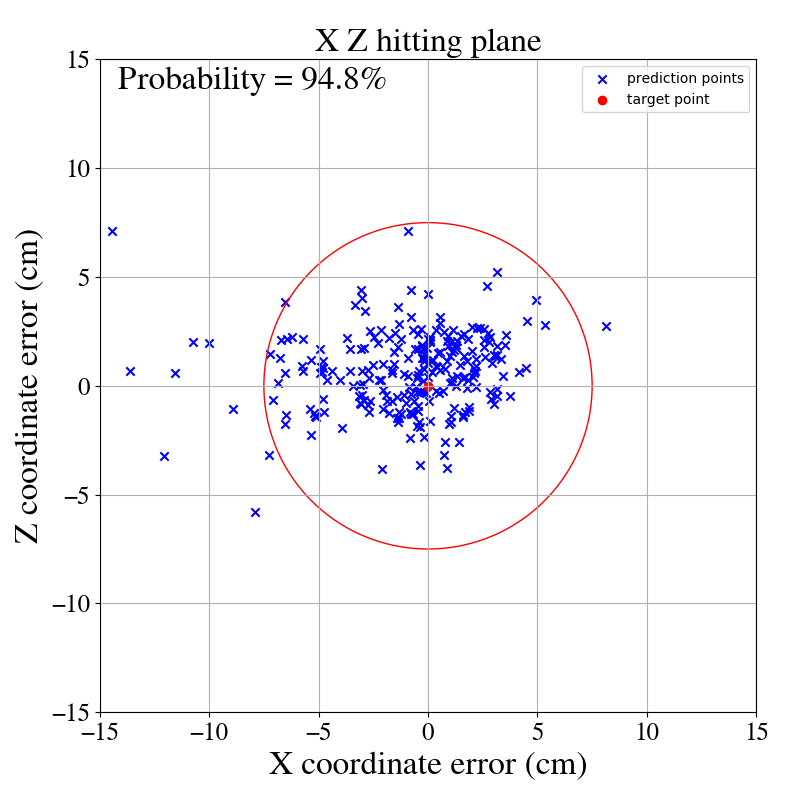 X Z hitting plane
Probability = 94.8%
prediction points
target point
Z coordinate error (cm)
15
10
5
0
−5
−10
−15
−15
−10
−5
0
5
10
15
X coordinate error (cm)